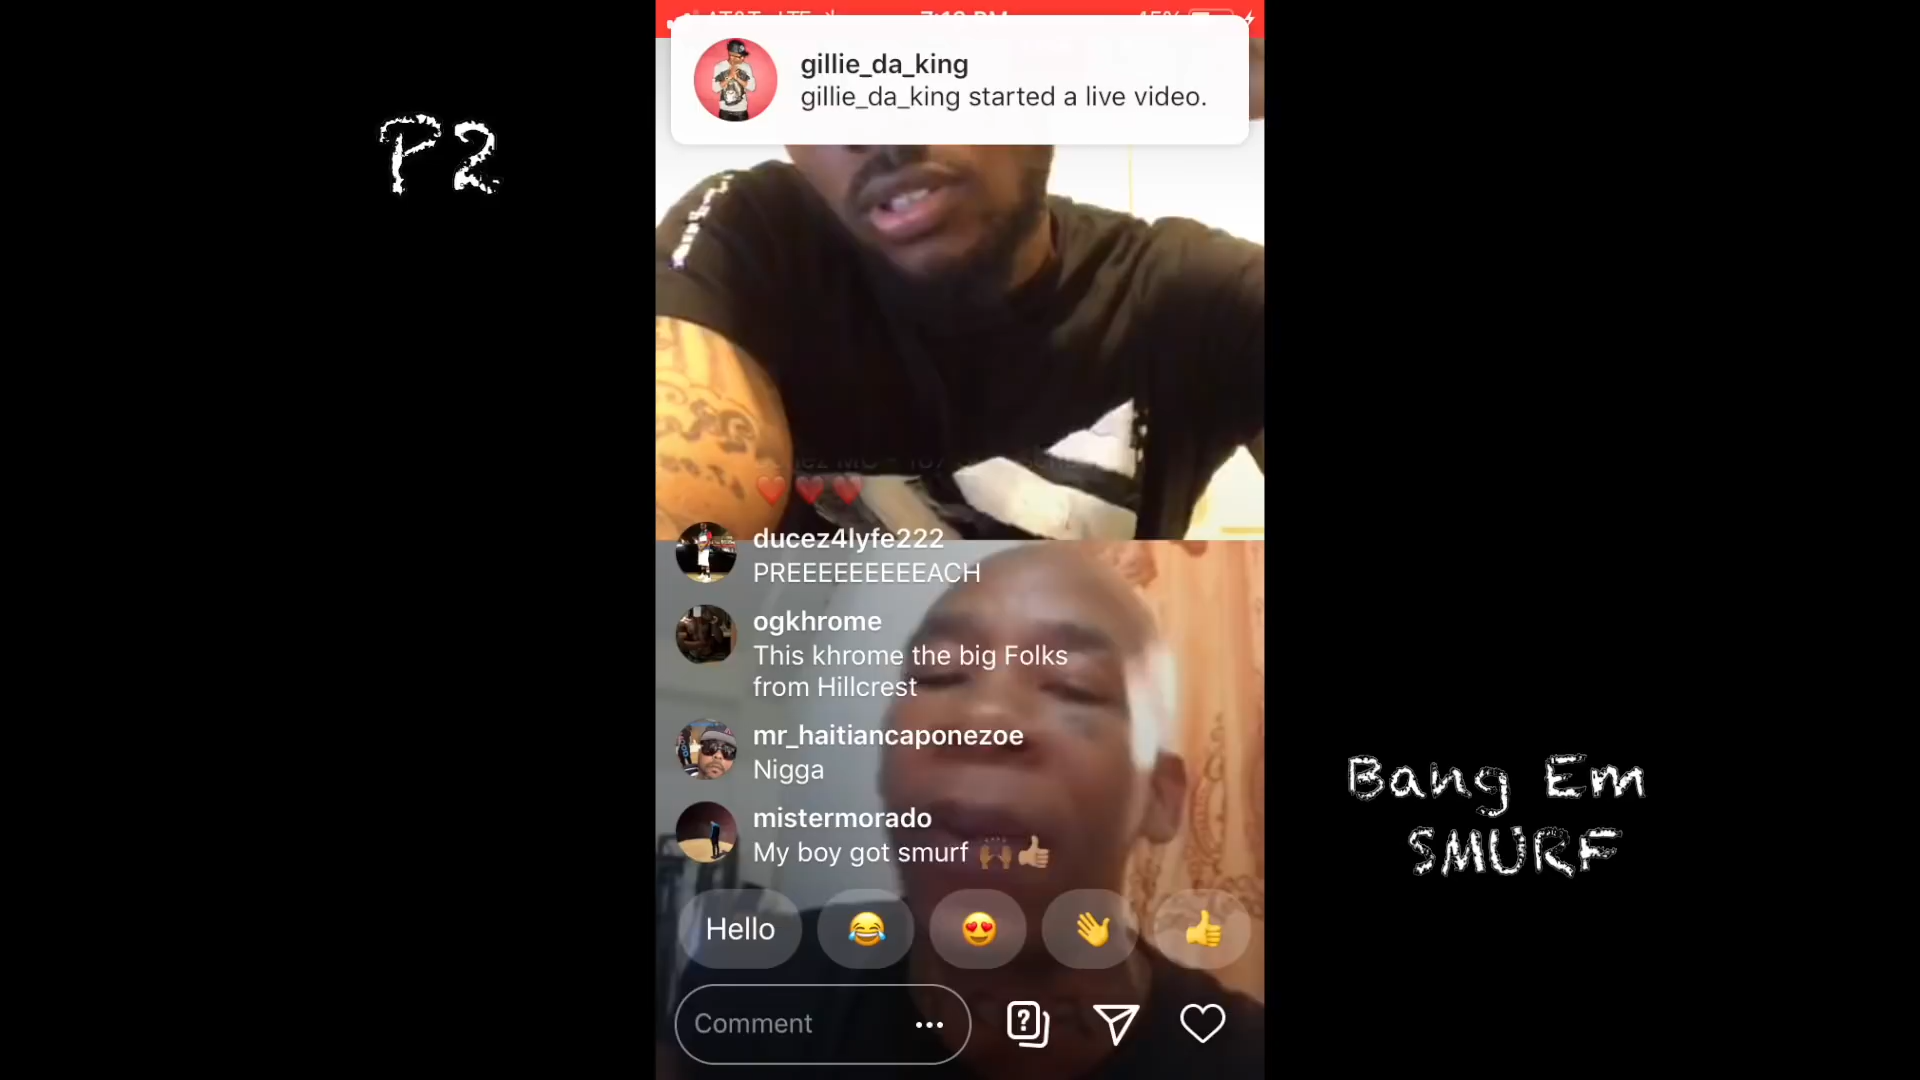 gillie_da_king
gillie_da_king started a live video.
P2
ducez4lyfe222
PREEEEEEEEEACH
ogkhrome
This khrome the big Folks
from Hillcrest
mr_haitiancaponezoe
Nigga
mistermorado
My boy got smurf 🙌🏽👍🏽
Bang Em
SMURF
Hello
Comment